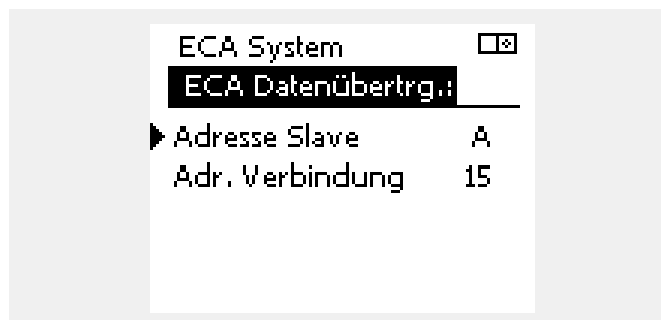 ECA System
ECA Datenübertrg.:
Adresse Slave A
Adr. Verbindung 15